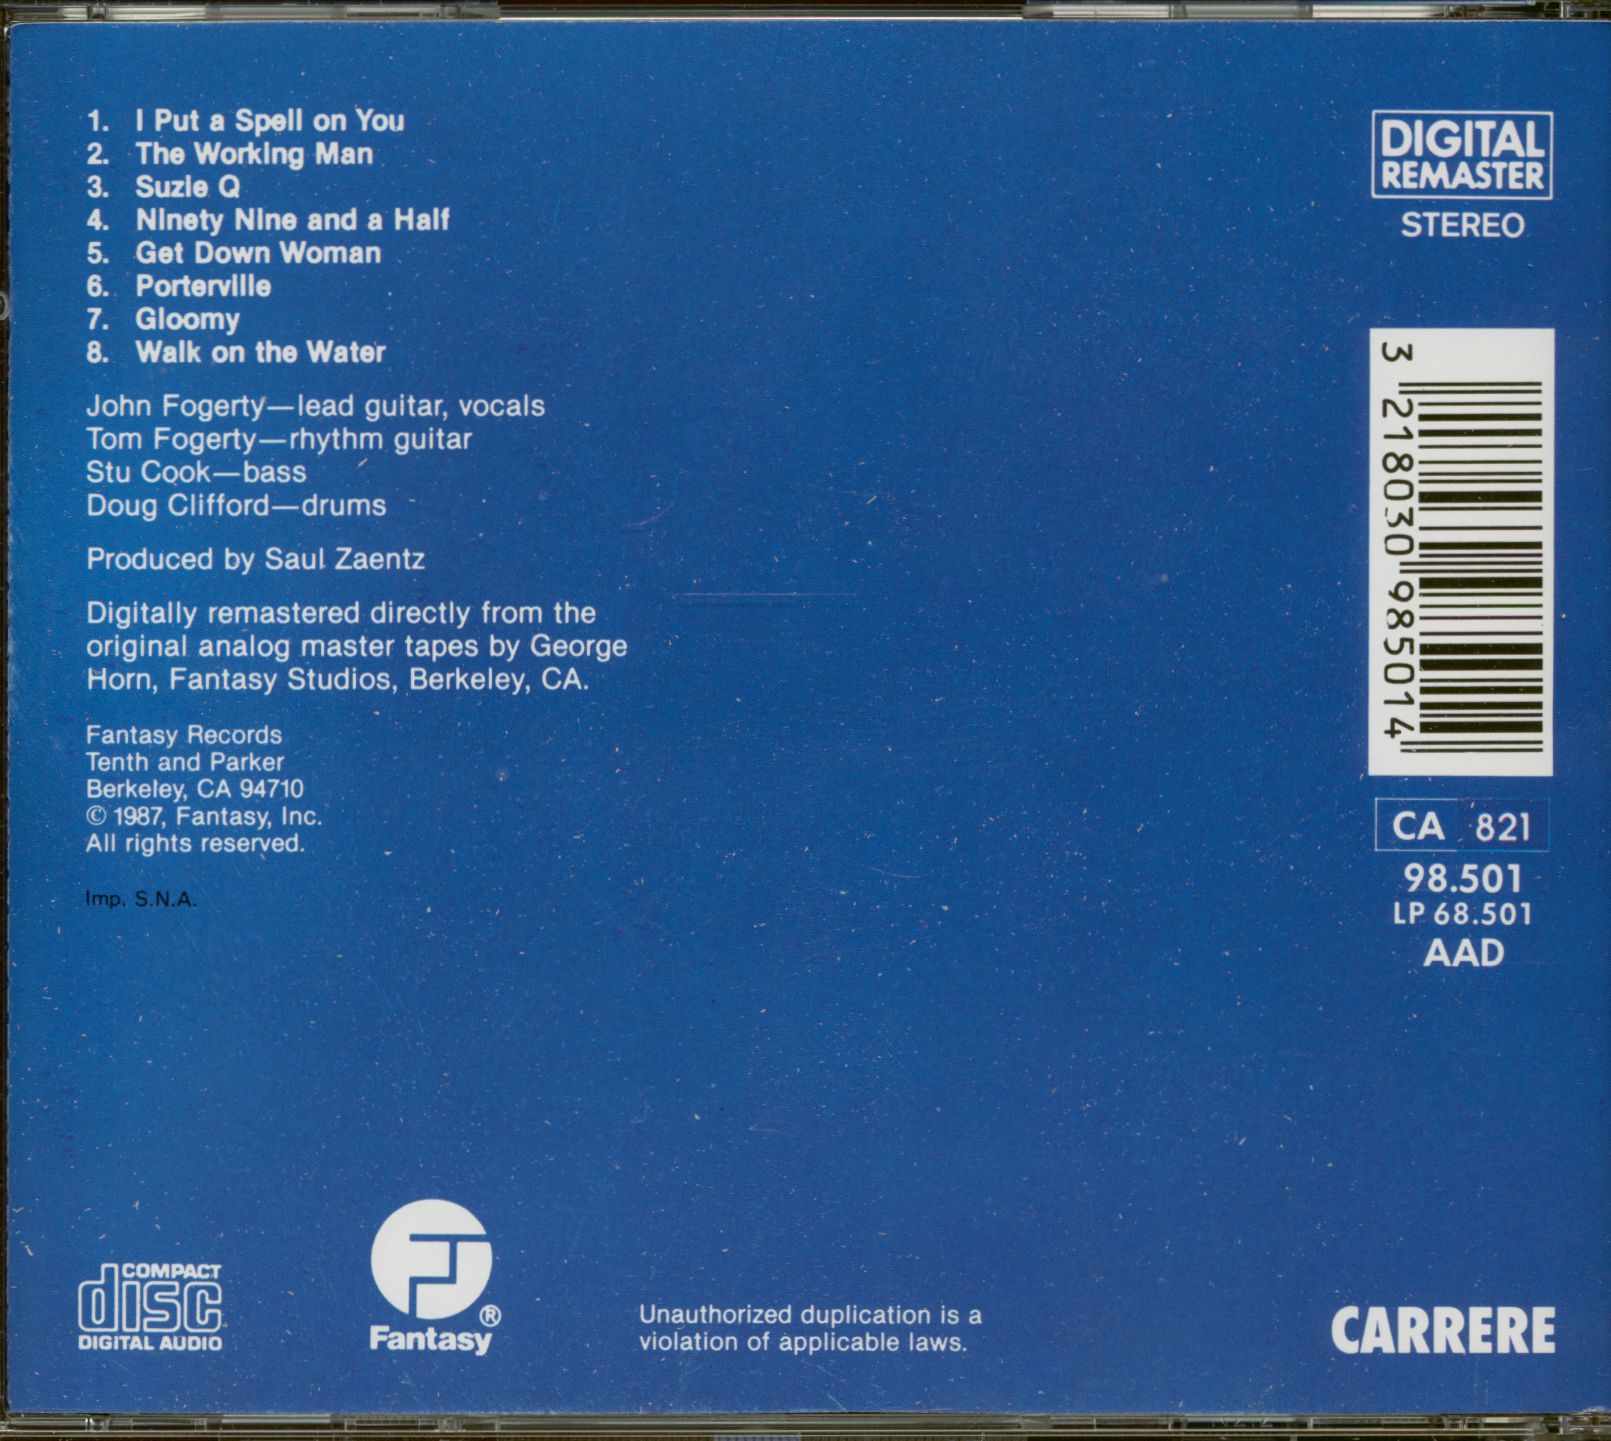 1. I Put a Spell on You
2. The Working Man
3. Suzie Q
4. Ninety Nine and a Half
5. Get Down Woman
6. Porterville
7. Gloomy
8. Walk on the Water
John Fogerty—lead guitar, vocals
Tom Fogerty—rhythm guitar
Stu Cook—bass
Doug Clifford—drums
Produced by Saul Zaentz
Digitally remastered directly from the
original analog master tapes by George
Horn, Fantasy Studios, Berkeley, CA.
Fantasy Records
Tenth and Parker
Berkeley, CA 94710
© 1987, Fantasy, Inc.
All rights reserved.
Imp. S.N.A.
DIGITAL
REMASTER
STEREO
3 218030 985014
CA 821
98.501
LP 68.501
AAD
COMPACT
disc
DIGITAL AUDIO
F
®
Fantasy
Unauthorized duplication is a
violation of applicable laws.
CARRERE